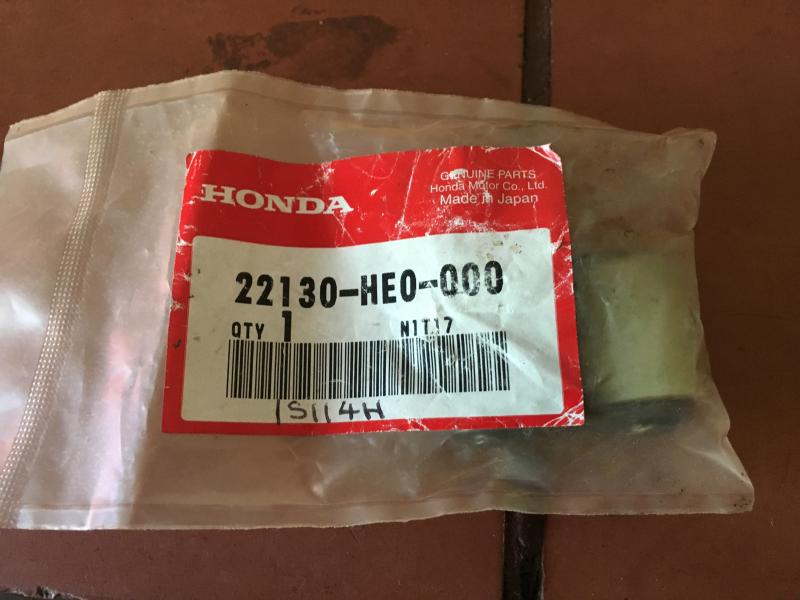 HONDA
GENUINE PARTS
Honda Motor Co., Ltd.
Made in Japan
22130-HE0-000
QTY 1 N1T17
1S114H